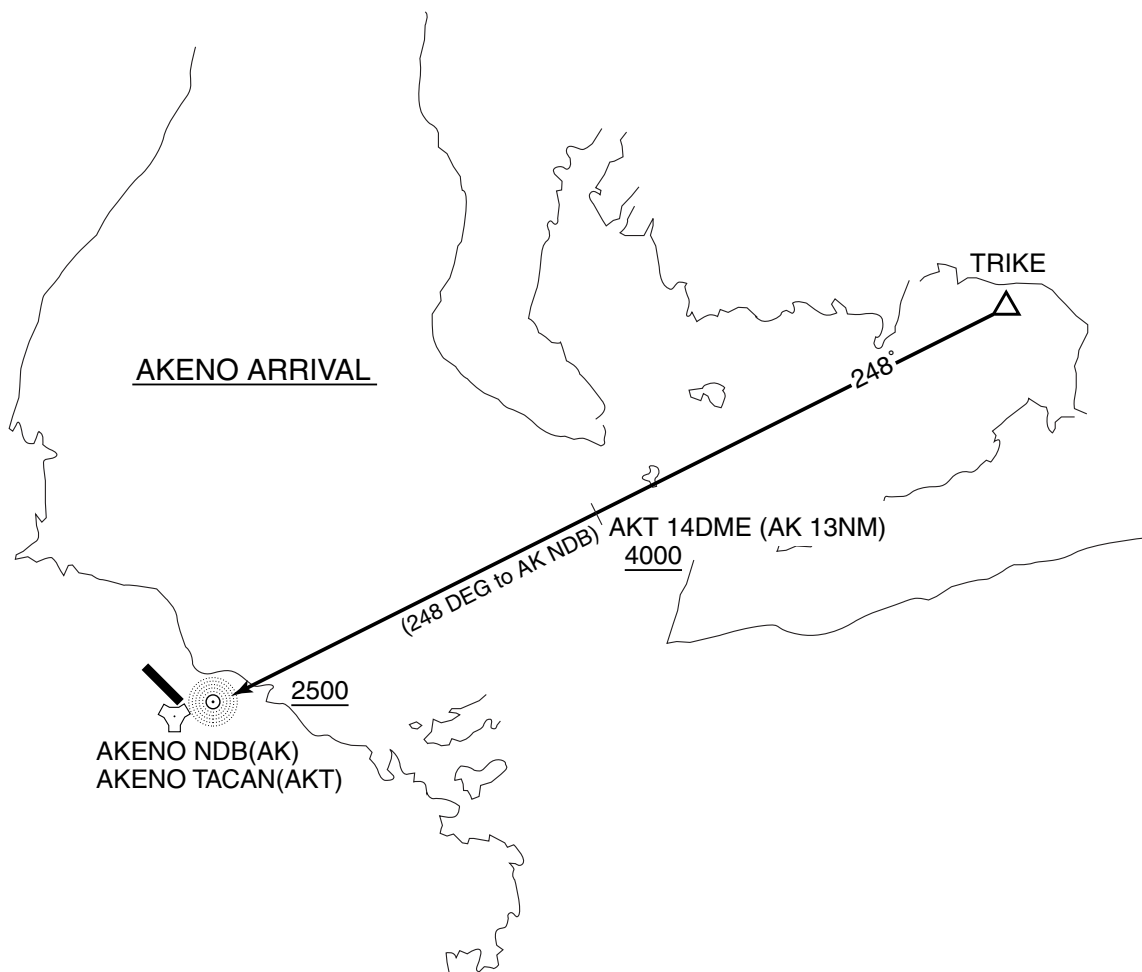 TRIKE
AKENO ARRIVAL
248°
AKT 14DME (AK 13NM)
4000
(248 DEG to AK NDB)
2500
AKENO NDB(AK)
AKENO TACAN(AKT)